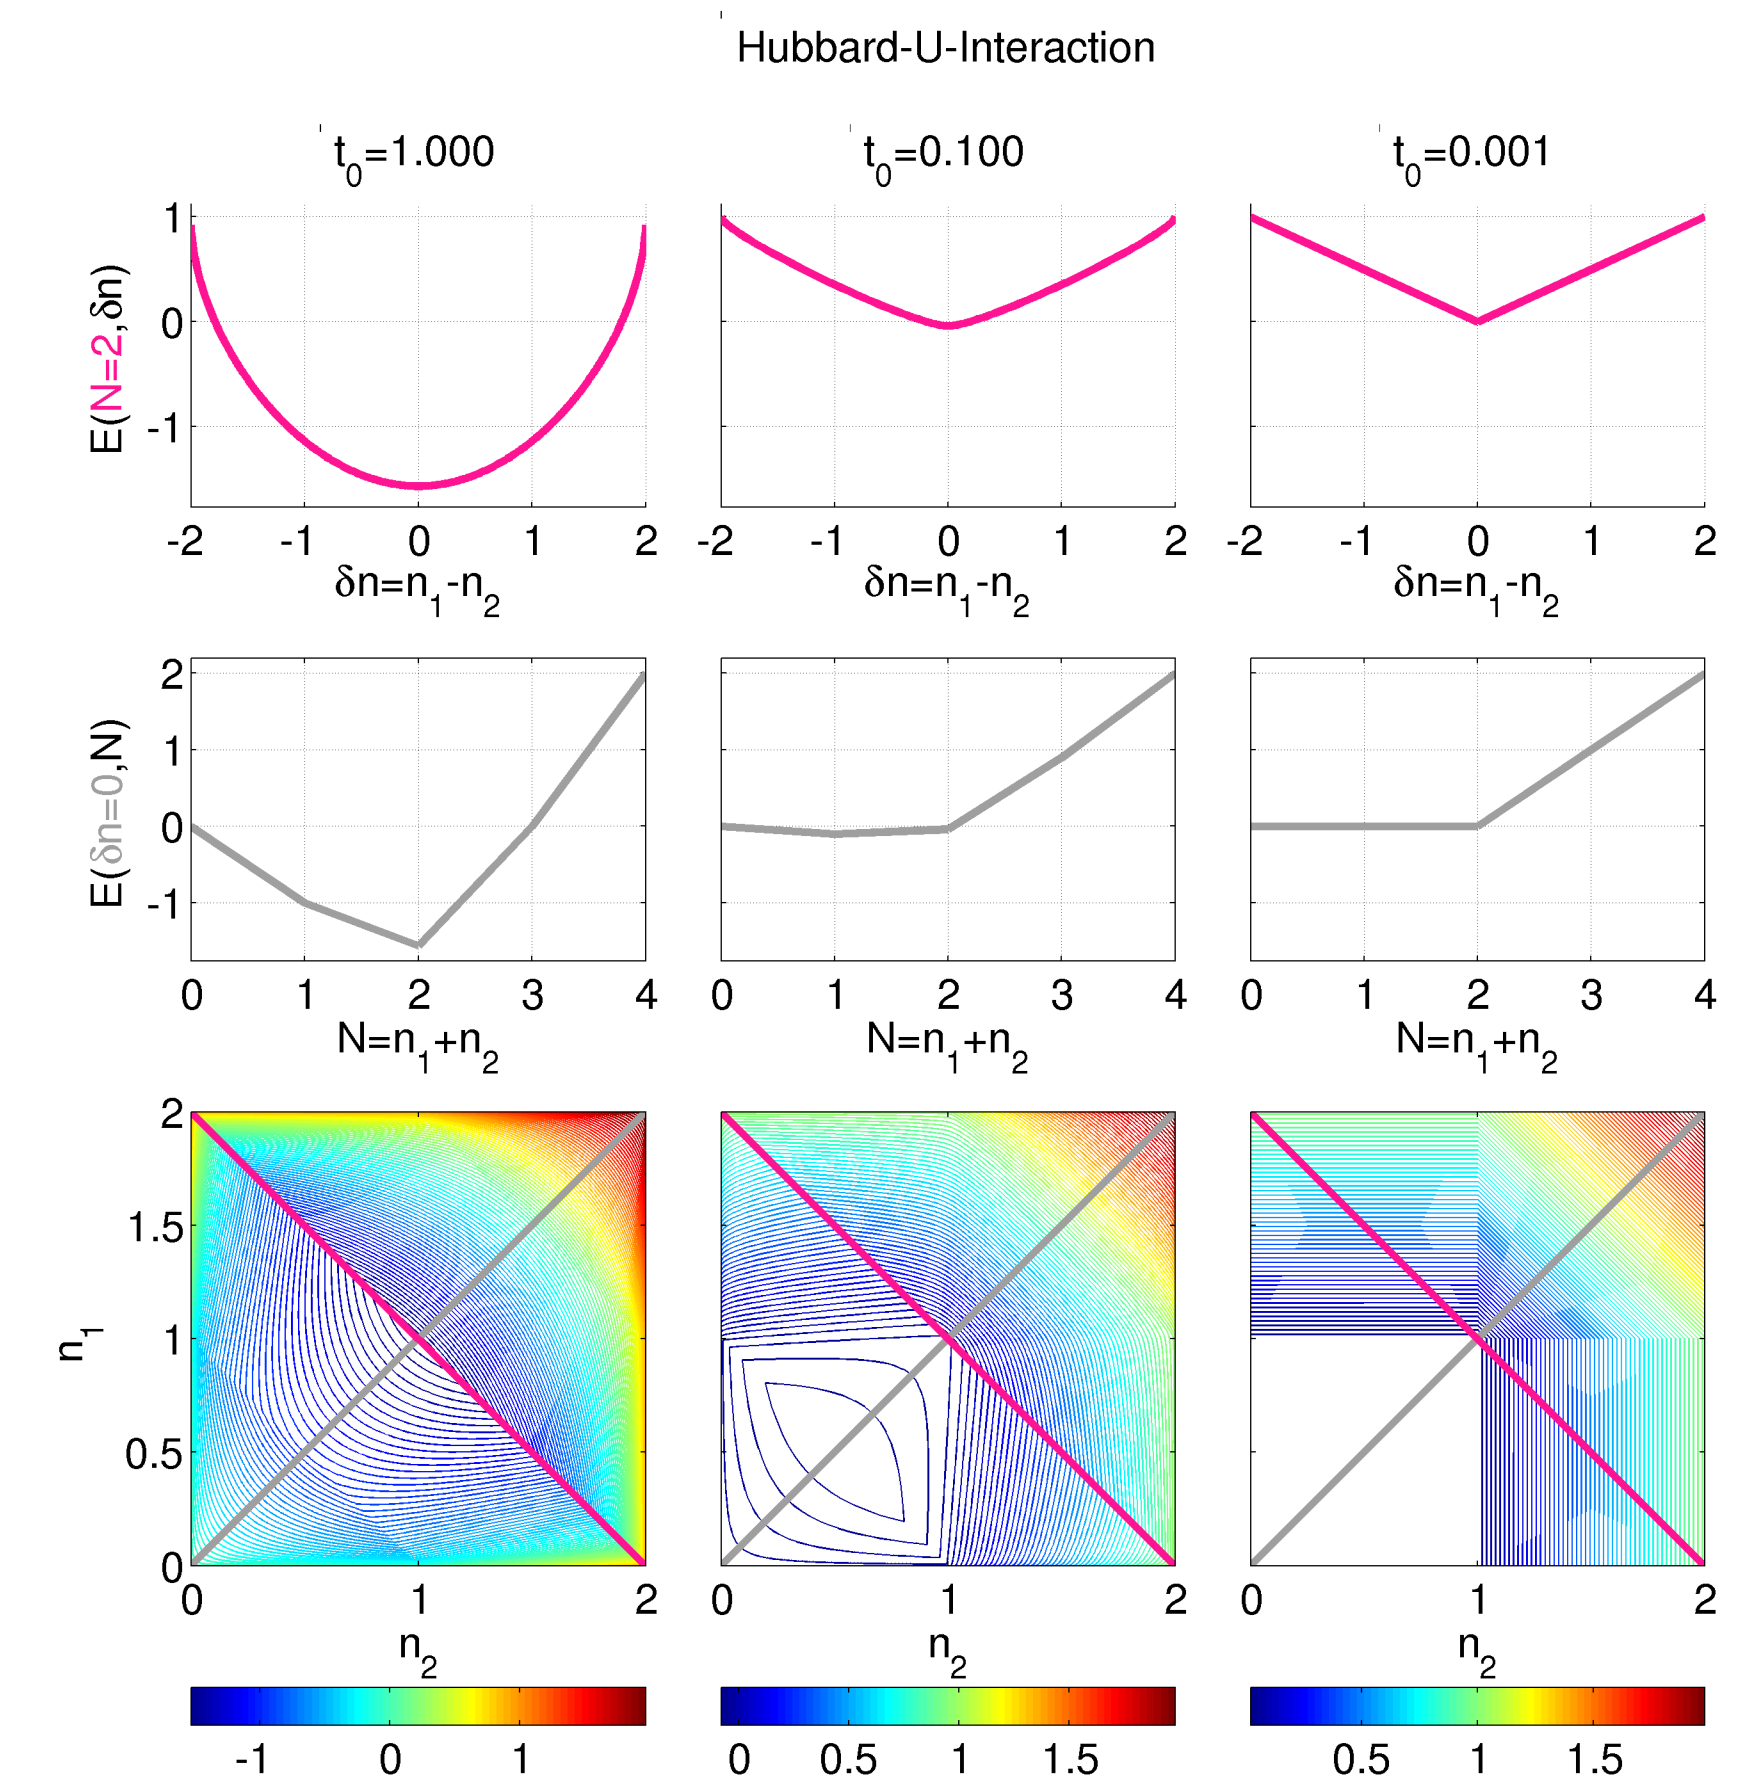 Hubbard-U-Interaction
t0=1.000 t0=0.100 t0=0.001
E(N=2,δn)
1
0
-1
-2 -1 0 1 2 -2 -1 0 1 2 -2 -1 0 1 2
δn=n1-n2 δn=n1-n2 δn=n1-n2
E(δn=0,N)
2
1
0
-1
0 1 2 3 4 0 1 2 3 4 0 1 2 3 4
N=n1+n2 N=n1+n2 N=n1+n2
n1
2
1.5
1
0.5
0
0 1 2 0 1 2 0 1 2
n2 n2 n2
-1 0 1 0 0.5 1 1.5 0.5 1 1.5